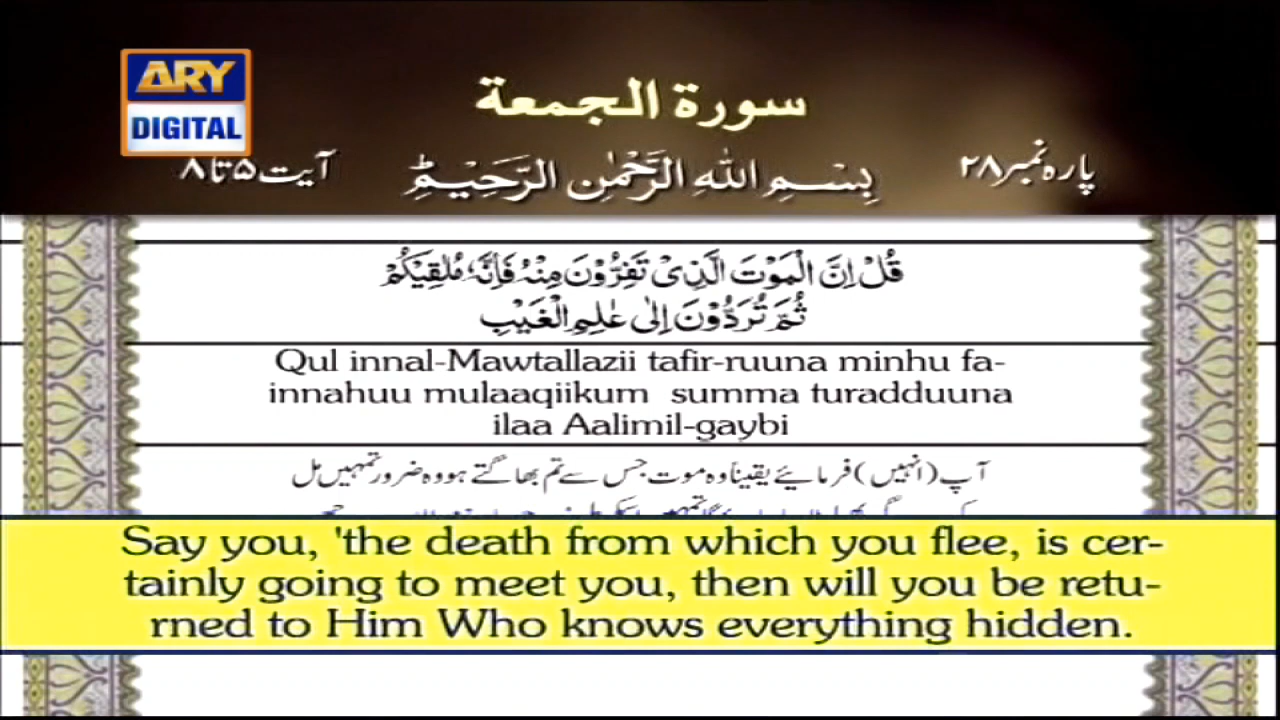 ARY
DIGITAL
سورة الجمعة
پارہ نمبر ۲۸
بِسْمِ اللهِ الرَّحْمٰنِ الرَّحِيْمِ
آیت ۵ تا ۸
قُلْ اِنَّ الْمَوْتَ الَّذِىْ تَفِرُّوْنَ مِنْهُ فَاِنَّهٗ مُلٰقِيْكُمْ
ثُمَّ تُرَدُّوْنَ اِلٰى عٰلِمِ الْغَيْبِ
Qul innal-Mawtallazii tafir-ruuna minhu fa-
innahuu mulaaqiikum summa turadduuna
ilaa Aalimil-gaybi
آپ (انہیں) فرمائیے یقیناً وہ موت جس سے تم بھاگتے ہو وہ ضرور تمہیں مل
Say you, 'the death from which you flee, is cer-
tainly going to meet you, then will you be retu-
rned to Him Who knows everything hidden.